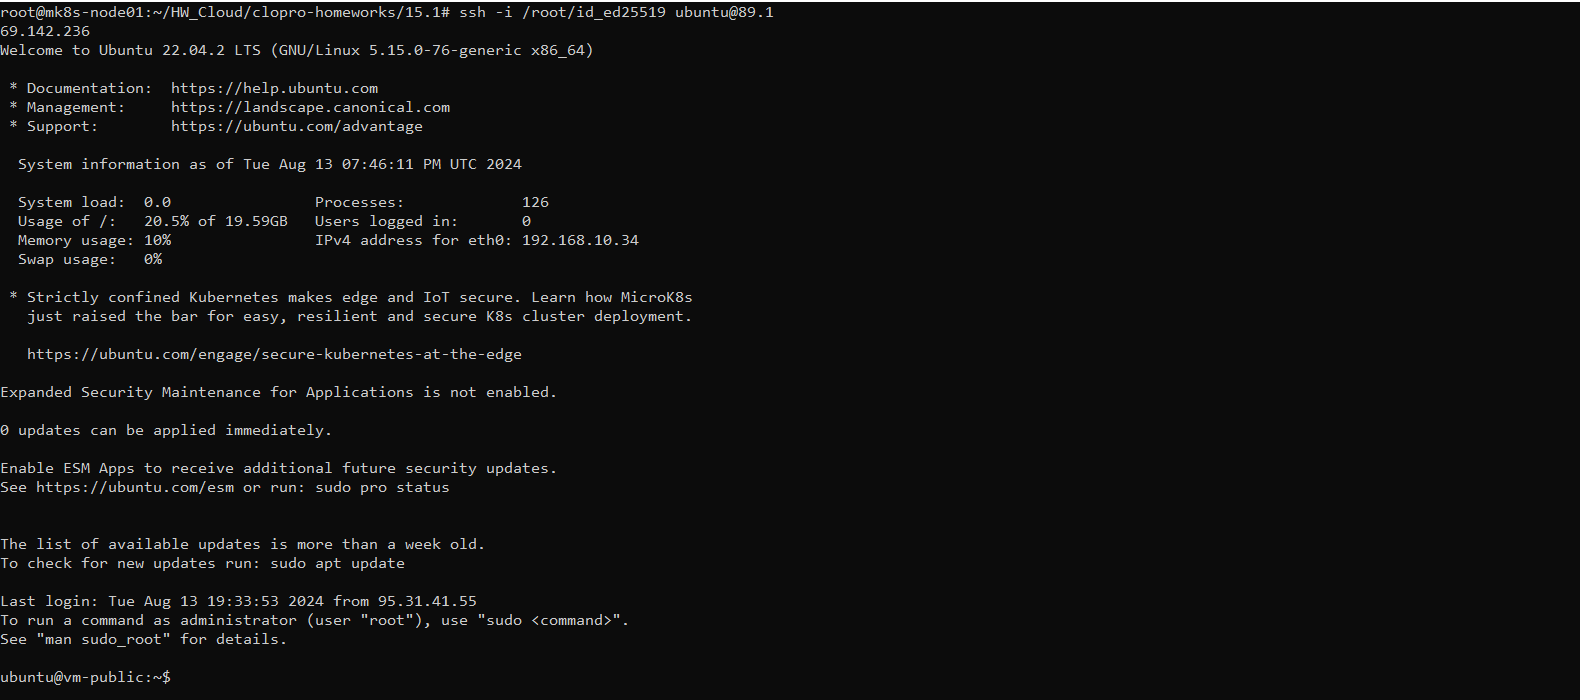 root@mk8s-node01:~/HW_Cloud/clopro-homeworks/15.1# ssh -i /root/id_ed25519 ubuntu@89.1
69.142.236
Welcome to Ubuntu 22.04.2 LTS (GNU/Linux 5.15.0-76-generic x86_64)

 * Documentation:  https://help.ubuntu.com
 * Management:     https://landscape.canonical.com
 * Support:        https://ubuntu.com/advantage

  System information as of Tue Aug 13 07:46:11 PM UTC 2024

  System load:  0.0                Processes:             126
  Usage of /:   20.5% of 19.59GB   Users logged in:       0
  Memory usage: 10%                IPv4 address for eth0: 192.168.10.34
  Swap usage:   0%

 * Strictly confined Kubernetes makes edge and IoT secure. Learn how MicroK8s
   just raised the bar for easy, resilient and secure K8s cluster deployment.

   https://ubuntu.com/engage/secure-kubernetes-at-the-edge

Expanded Security Maintenance for Applications is not enabled.

0 updates can be applied immediately.

Enable ESM Apps to receive additional future security updates.
See https://ubuntu.com/esm or run: sudo pro status

The list of available updates is more than a week old.
To check for new updates run: sudo apt update

Last login: Tue Aug 13 19:33:53 2024 from 95.31.41.55
To run a command as administrator (user "root"), use "sudo <command>".
See "man sudo_root" for details.

ubuntu@vm-public:~$